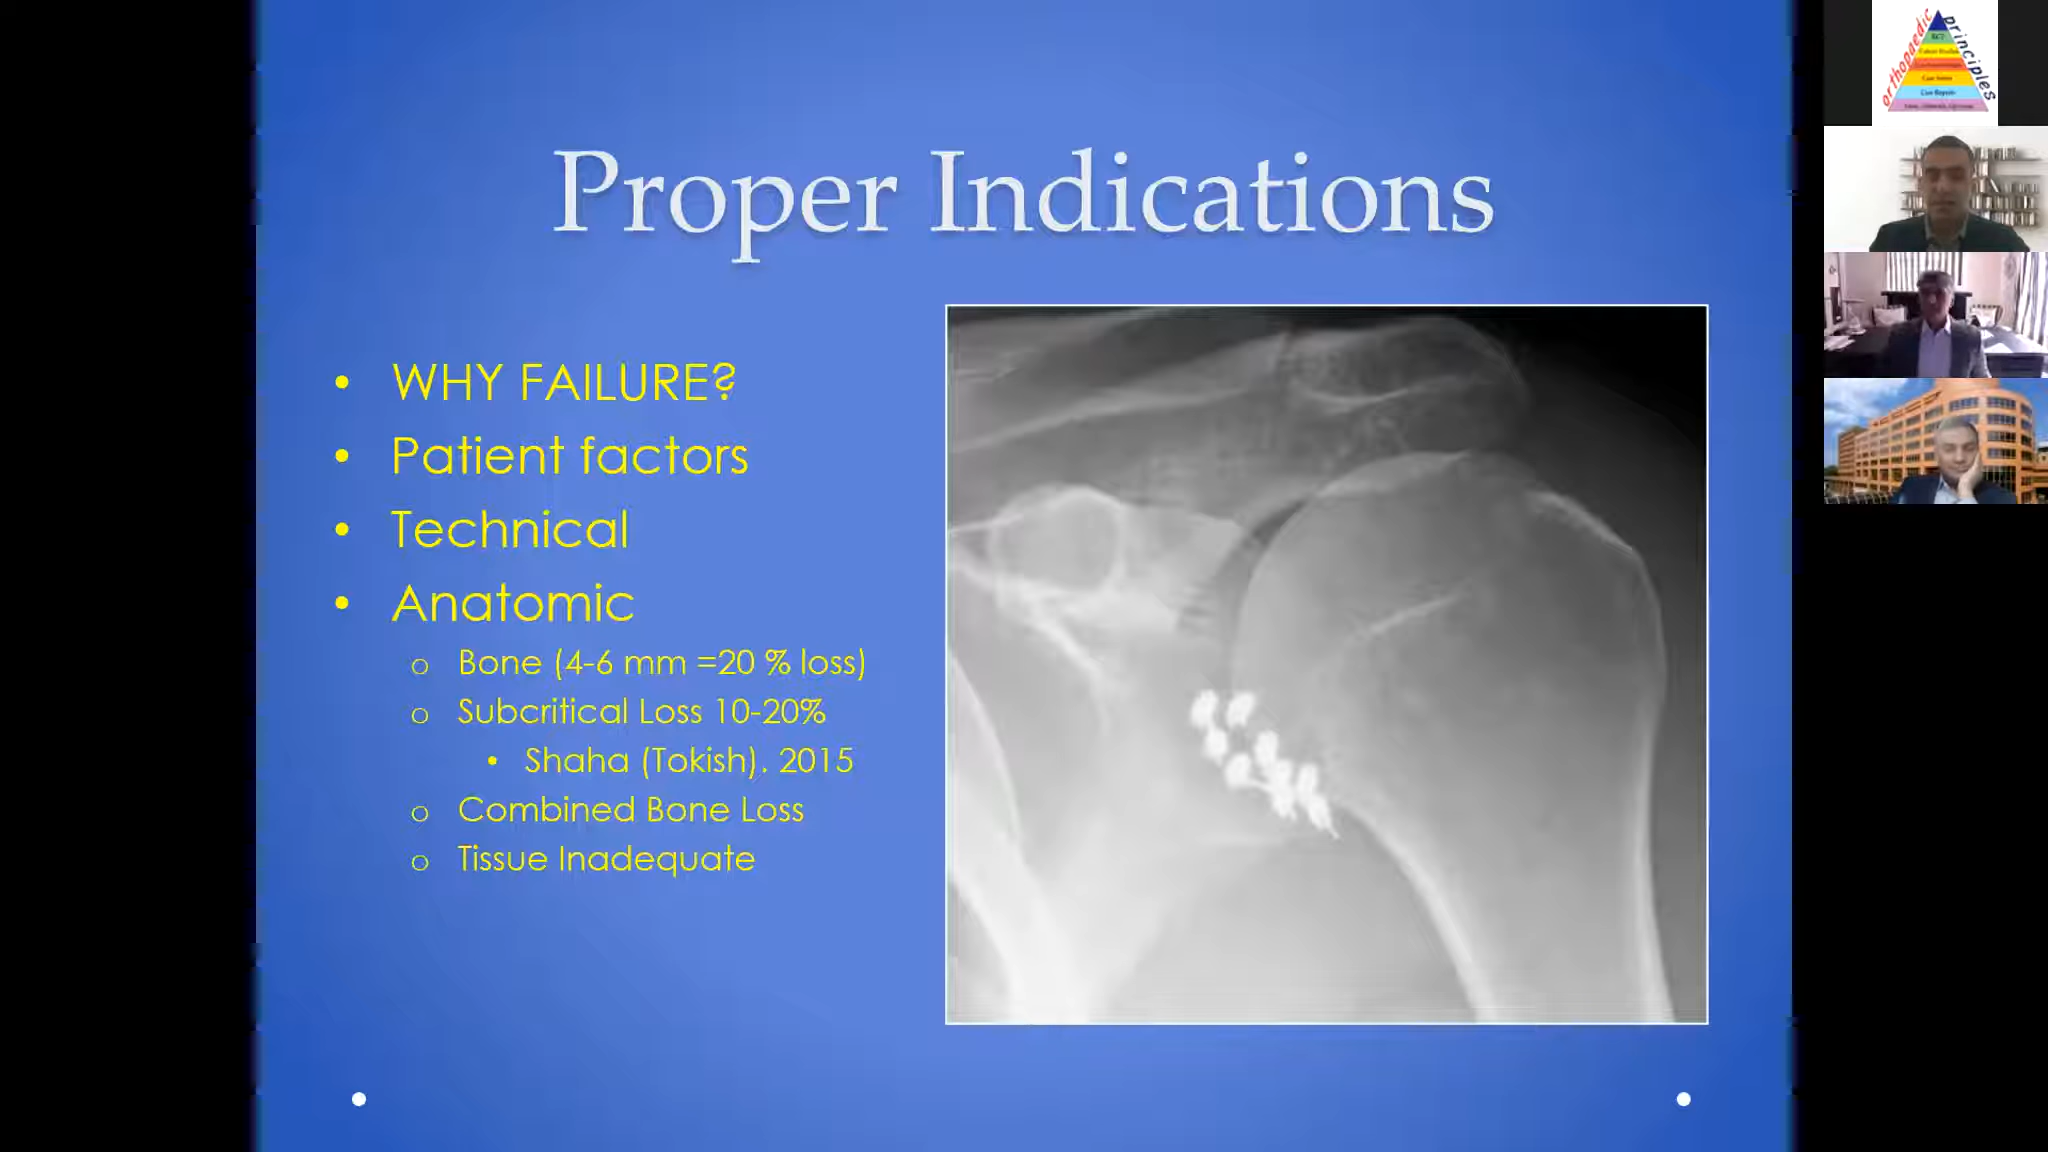 Proper Indications
• WHY FAILURE?
• Patient factors
• Technical
• Anatomic
o Bone (4-6 mm =20 % loss)
o Subcritical Loss 10-20%
• Shaha (Tokish). 2015
o Combined Bone Loss
o Tissue Inadequate
orthopaedic principles